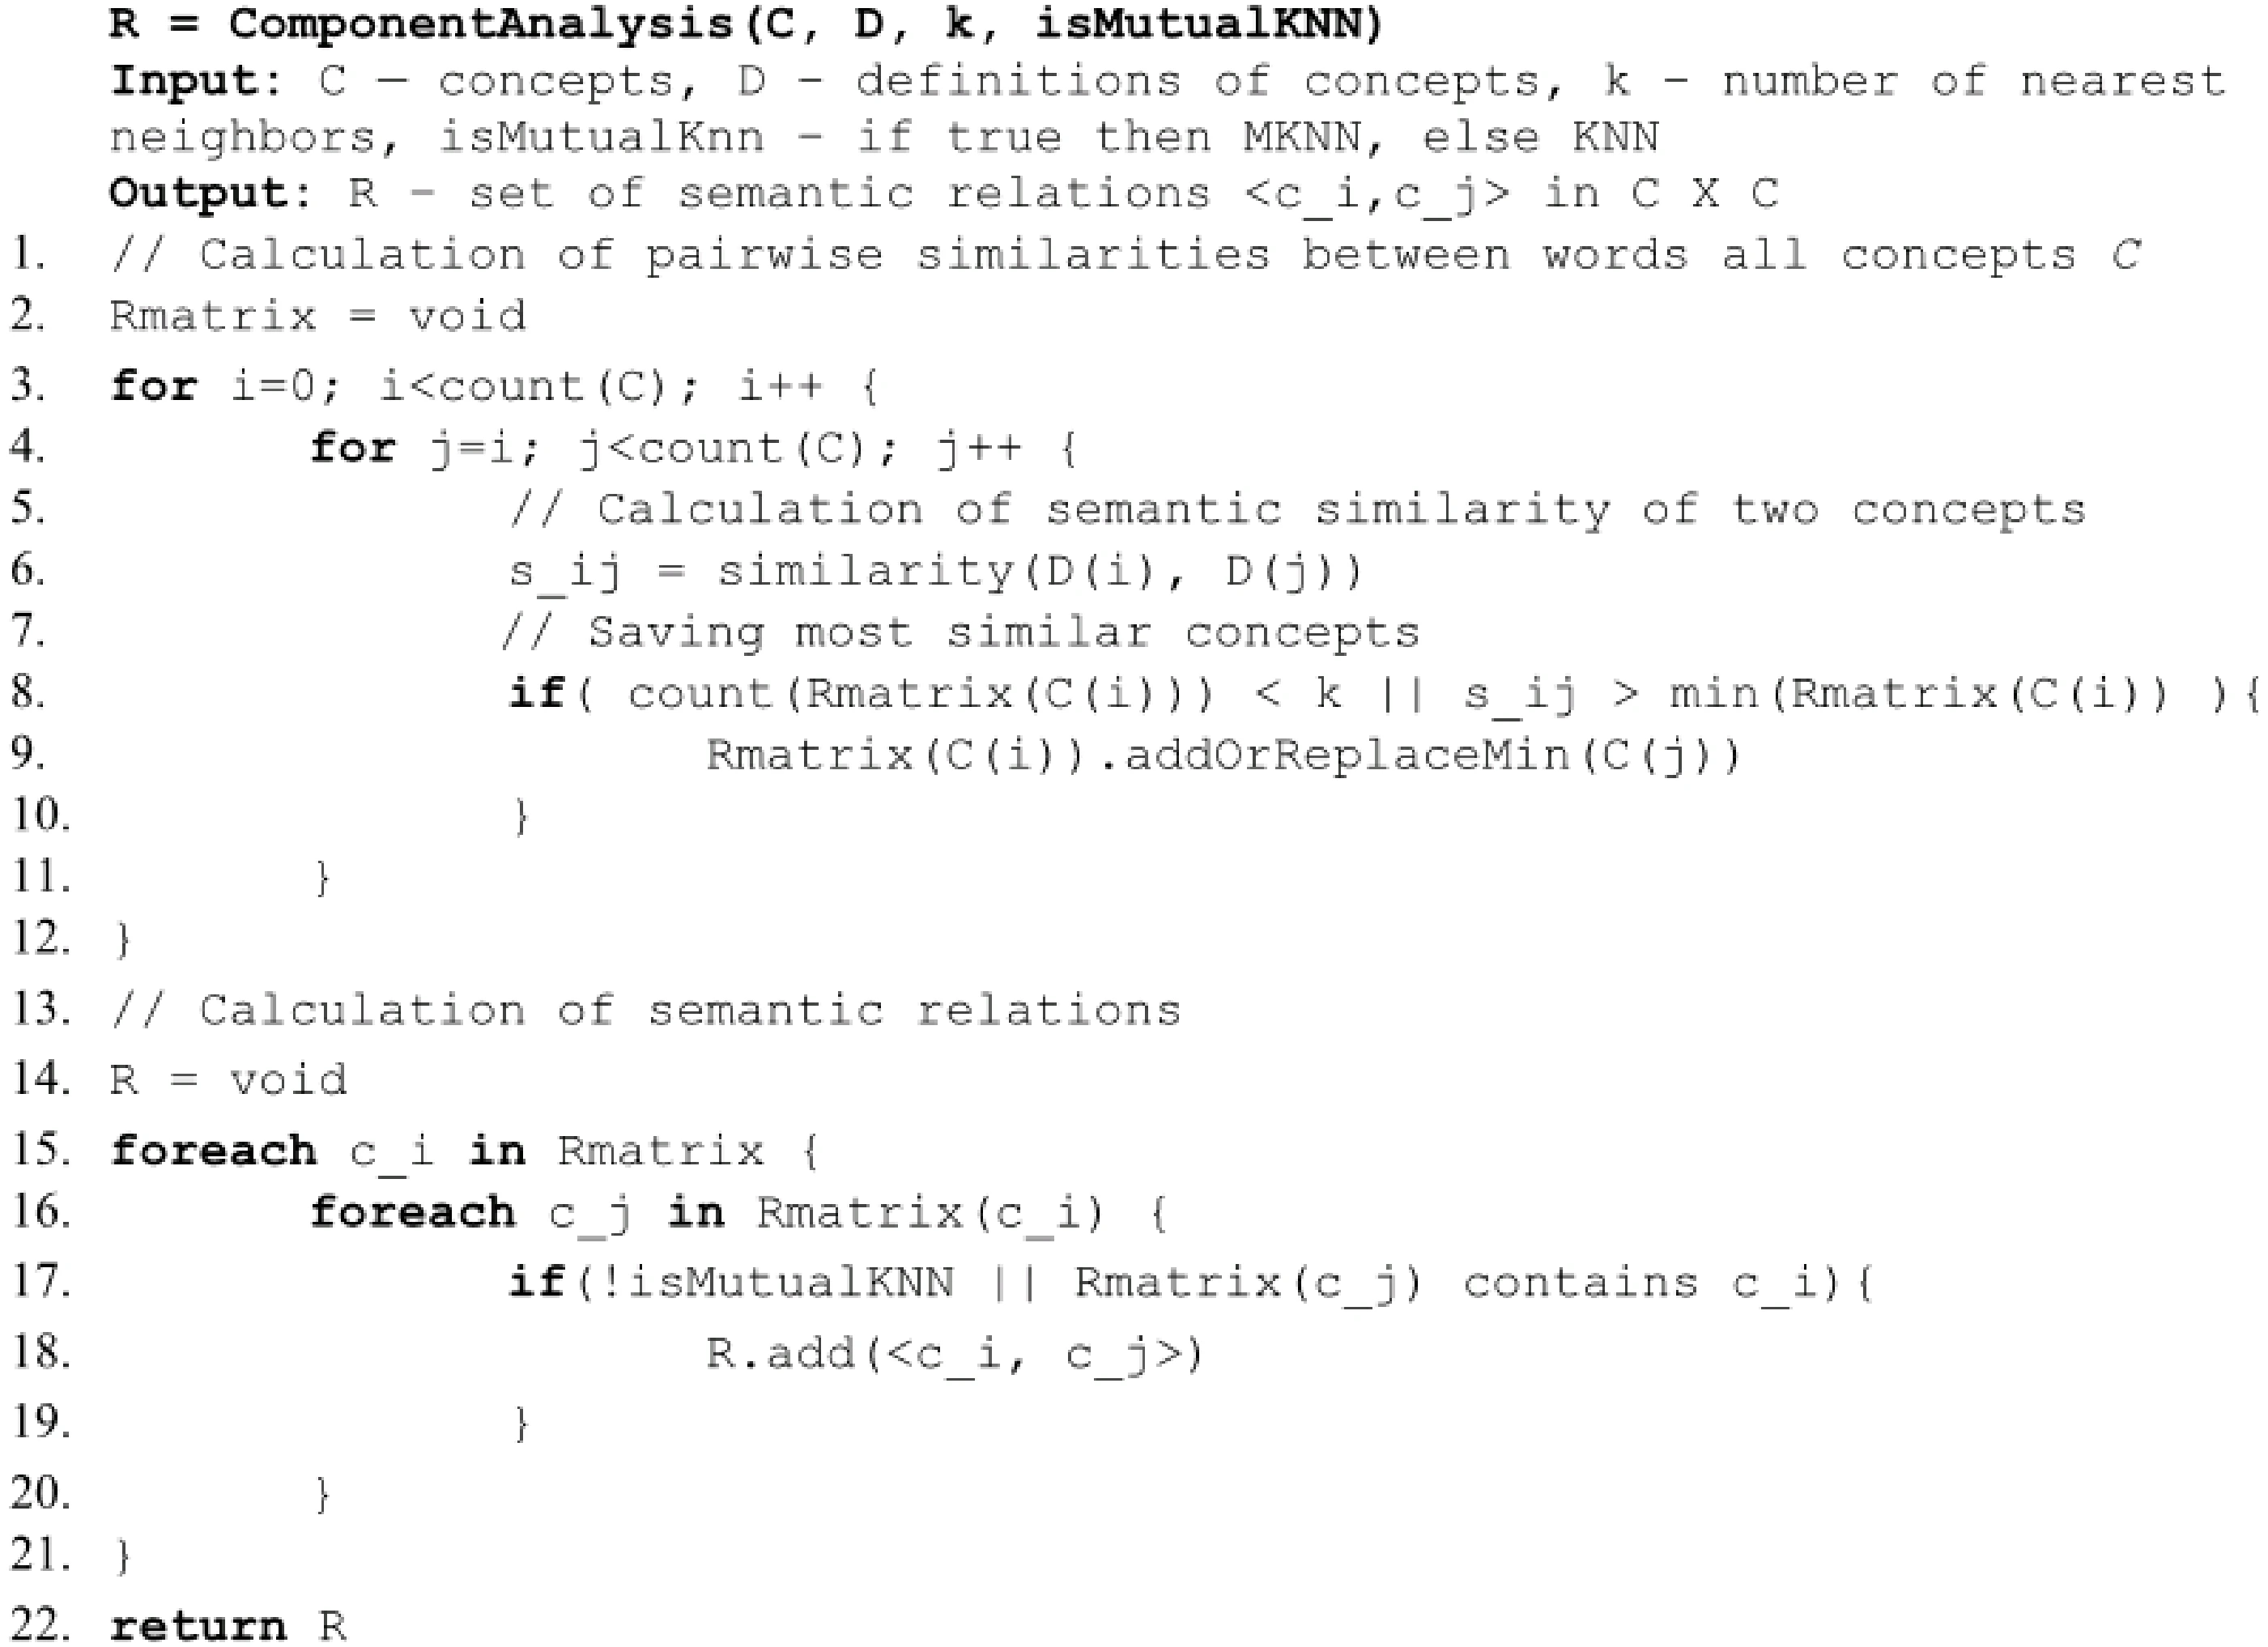 R = ComponentAnalysis(C, D, k, isMutualKNN)
Input: C — concepts, D – definitions of concepts, k – number of nearest
neighbors, isMutualKnn – if true then MKNN, else KNN
Output: R – set of semantic relations <c_i,c_j> in C X C
1. // Calculation of pairwise similarities between words all concepts C
2. Rmatrix = void
3. for i=0; i<count(C); i++ {
4. for j=i; j<count(C); j++ {
5. // Calculation of semantic similarity of two concepts
6. s_ij = similarity(D(i), D(j))
7. // Saving most similar concepts
8. if( count(Rmatrix(C(i))) < k || s_ij > min(Rmatrix(C(i)) ){
9. Rmatrix(C(i)).addOrReplaceMin(C(j))
10. }
11. }
12. }
13. // Calculation of semantic relations
14. R = void
15. foreach c_i in Rmatrix {
16. foreach c_j in Rmatrix(c_i) {
17. if(!isMutualKNN || Rmatrix(c_j) contains c_i){
18. R.add(<c_i, c_j>)
19. }
20. }
21. }
22. return R